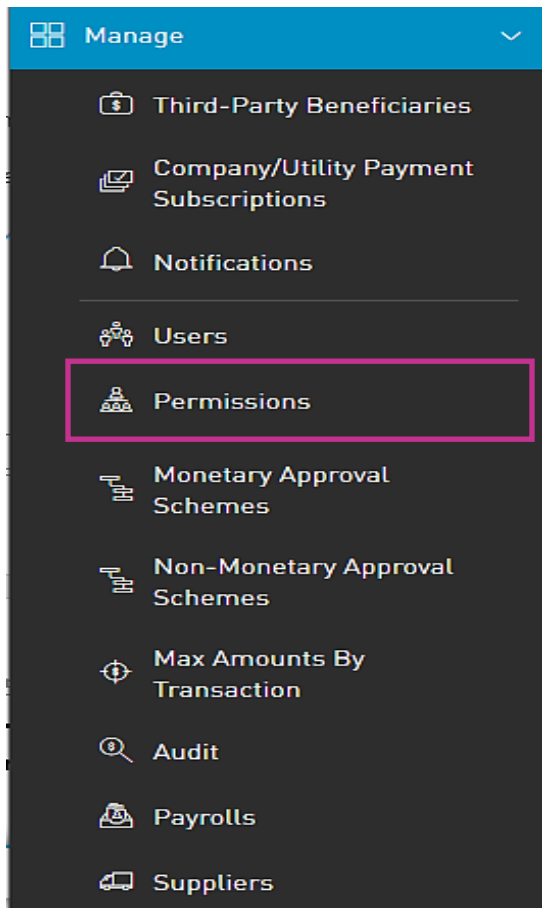 Manage
Third-Party Beneficiaries
Company/Utility Payment
Subscriptions
Notifications
Users
Permissions
Monetary Approval
Schemes
Non-Monetary Approval
Schemes
Max Amounts By
Transaction
Audit
Payrolls
Suppliers